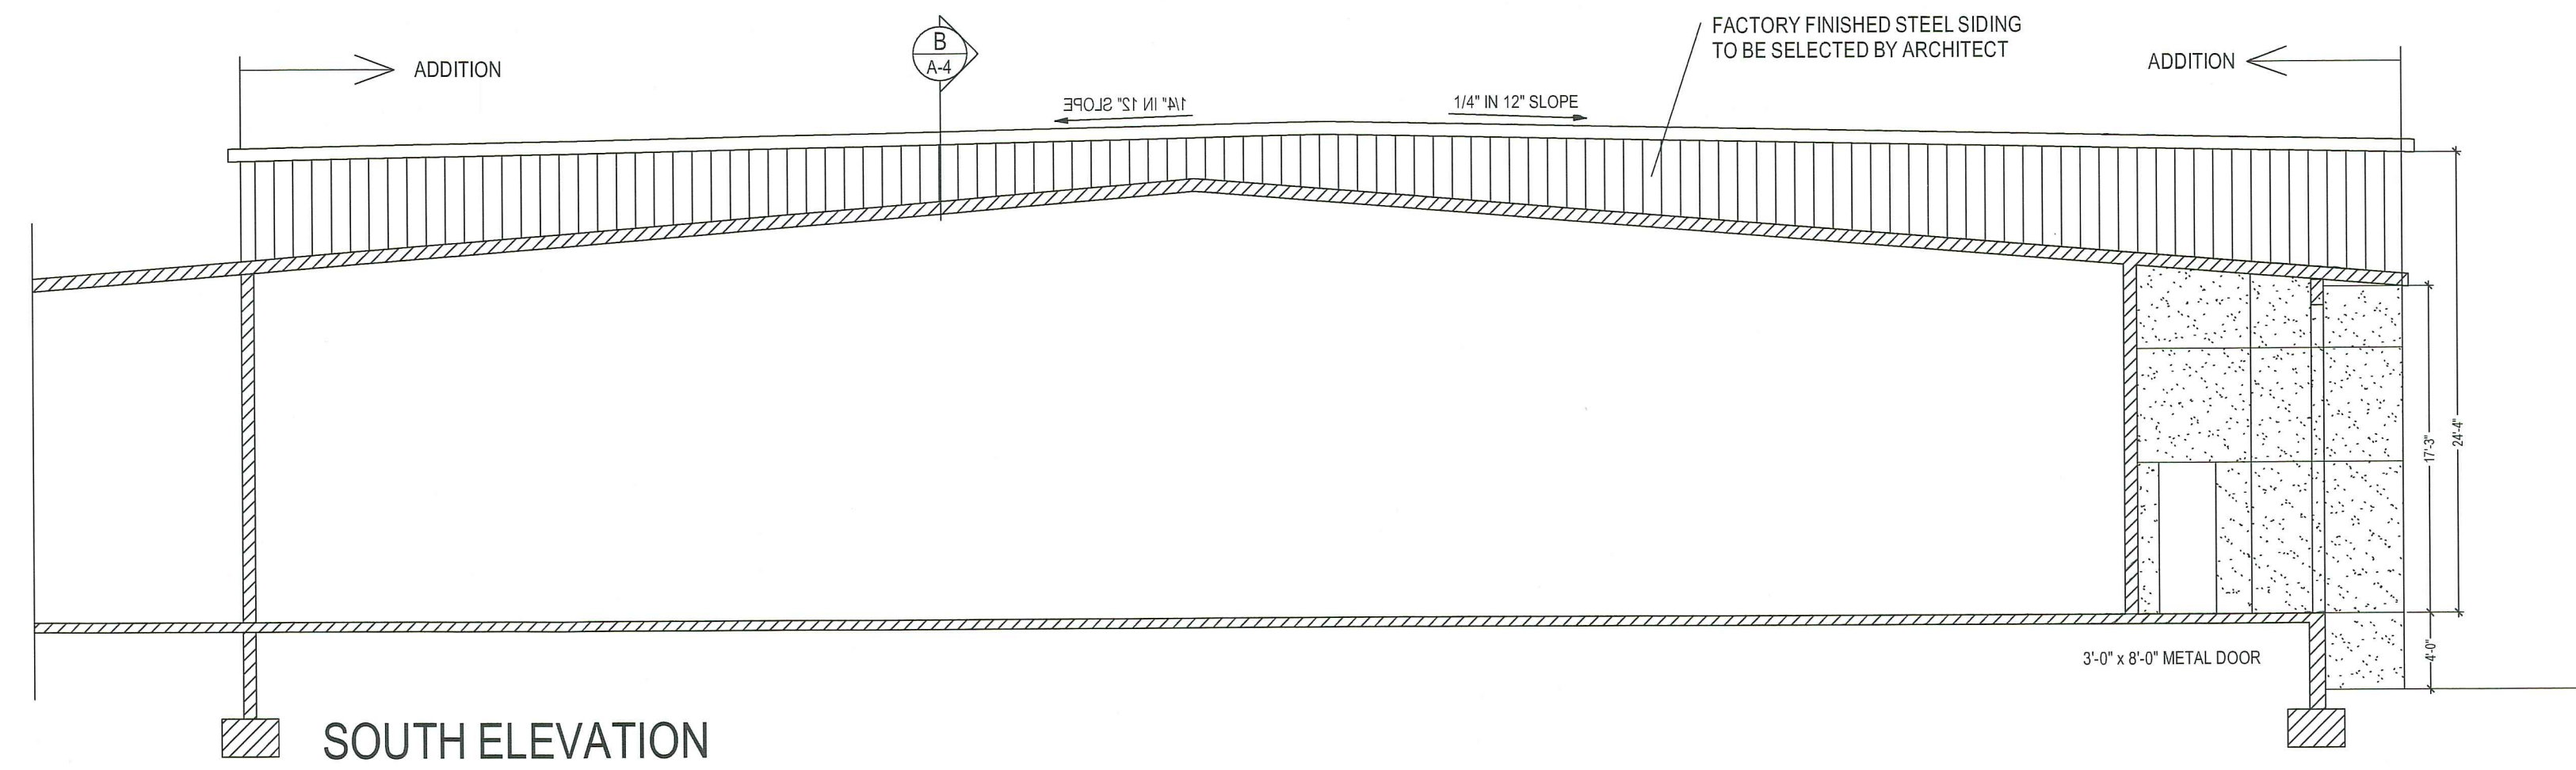 FACTORY FINISHED STEEL SIDING
TO BE SELECTED BY ARCHITECT
ADDITION
B
A-4
ADDITION
1/4" IN 12" SLOPE
1/4" IN 12" SLOPE
24'-4"
17'-3"
4'-0"
3'-0" x 8'-0" METAL DOOR
SOUTH ELEVATION